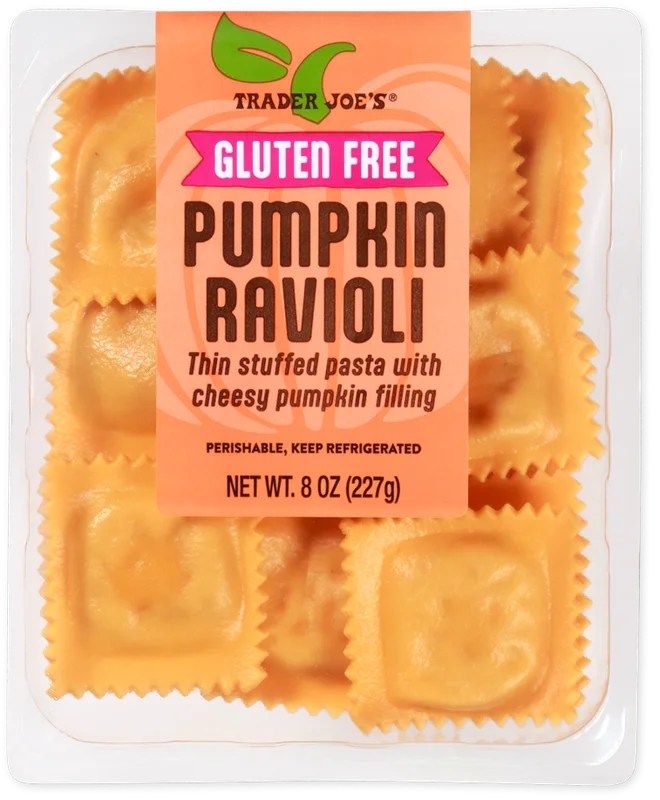 TRADER JOE'S®
GLUTEN FREE
PUMPKIN
RAVIOLI
Thin stuffed pasta with
cheesy pumpkin filling
PERISHABLE, KEEP REFRIGERATED
NET WT. 8 OZ (227g)